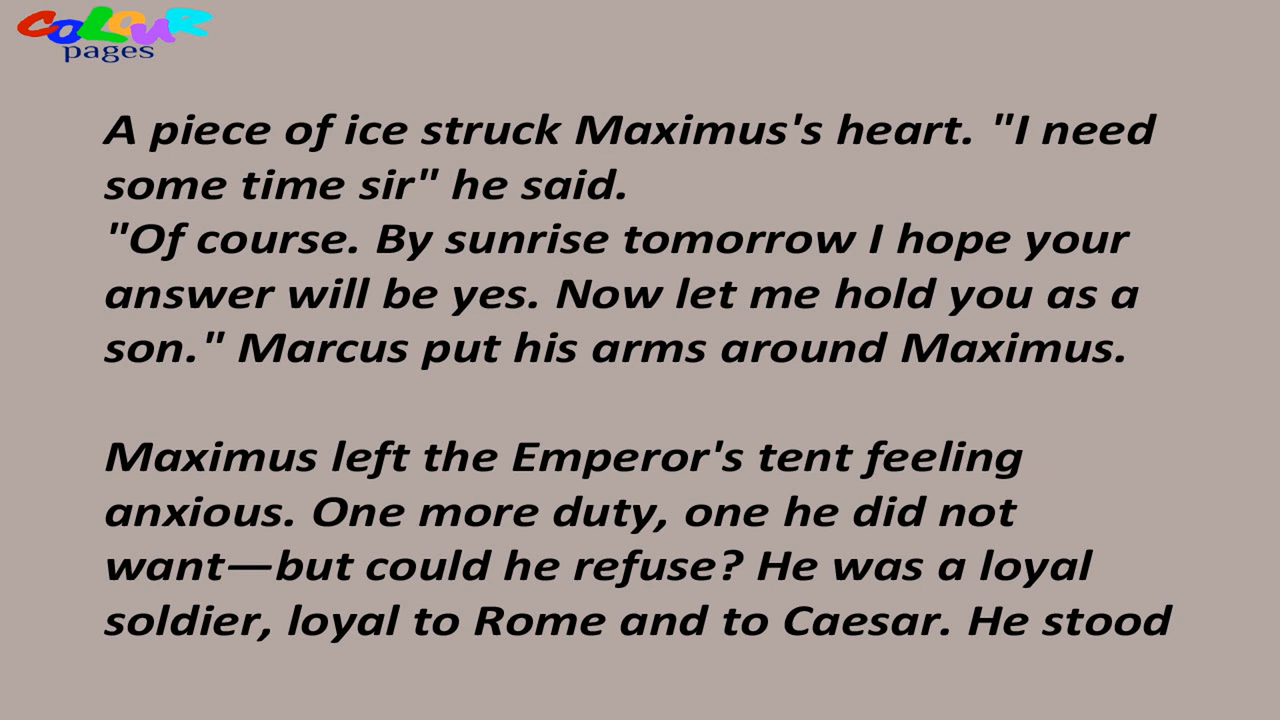 COLOUR
pages
A piece of ice struck Maximus's heart. "I need
some time sir" he said.
"Of course. By sunrise tomorrow I hope your
answer will be yes. Now let me hold you as a
son." Marcus put his arms around Maximus.
Maximus left the Emperor's tent feeling
anxious. One more duty, one he did not
want—but could he refuse? He was a loyal
soldier, loyal to Rome and to Caesar. He stood